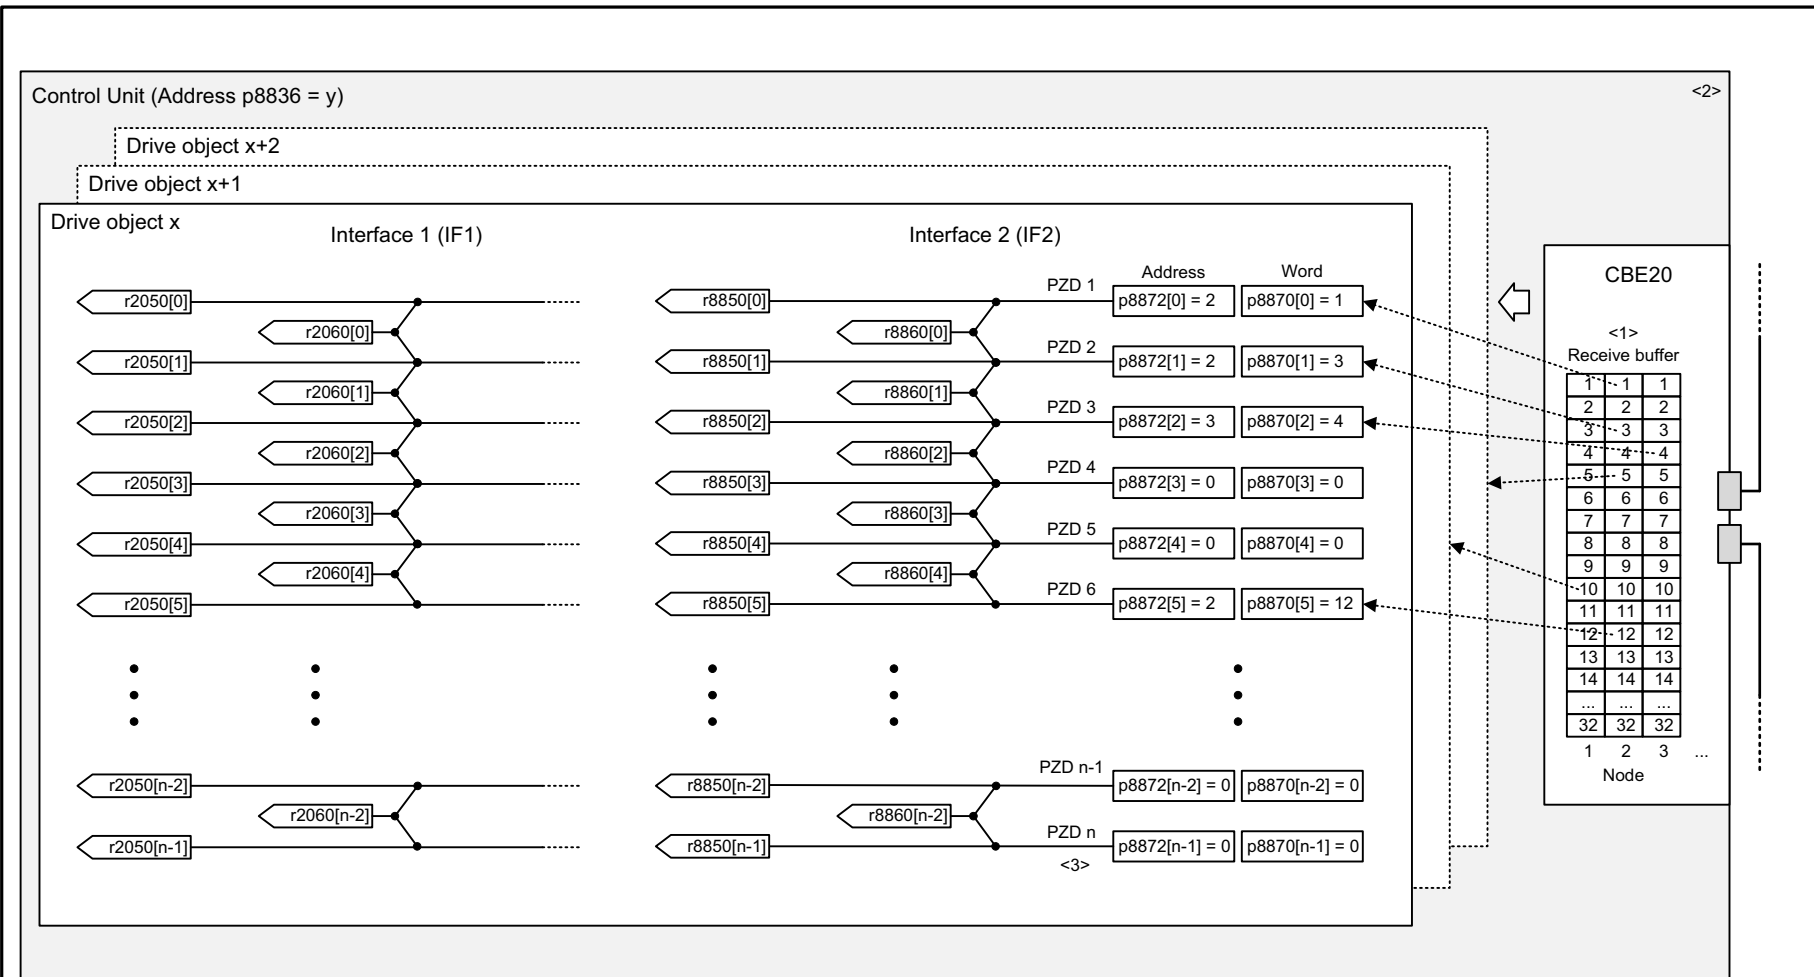 Control Unit (Address p8836 = y)
<2>
Drive object x+2
Drive object x+1
Drive object x
Interface 1 (IF1)
Interface 2 (IF2)
Address
Word
CBE20
r2050[0]
r8850[0]
PZD 1
p8872[0] = 2
p8870[0] = 1
r2060[0]
r8860[0]
<1>
Receive buffer
r2050[1]
r8850[1]
PZD 2
p8872[1] = 2
p8870[1] = 3
r2060[1]
r8860[1]
r2050[2]
r8850[2]
PZD 3
p8872[2] = 3
p8870[2] = 4
r2060[2]
r8860[2]
r2050[3]
r8850[3]
PZD 4
p8872[3] = 0
p8870[3] = 0
r2060[3]
r8860[3]
r2050[4]
r8850[4]
PZD 5
p8872[4] = 0
p8870[4] = 0
r2060[4]
r8860[4]
r2050[5]
r8850[5]
PZD 6
p8872[5] = 2
p8870[5] = 12
r2050[n-2]
r8850[n-2]
PZD n-1
p8872[n-2] = 0
p8870[n-2] = 0
r2060[n-2]
r8860[n-2]
r2050[n-1]
r8850[n-1]
PZD n
p8872[n-1] = 0
p8870[n-1] = 0
<3>
1 1 1
2 2 2
3 3 3
4 4 4
5 5 5
6 6 6
7 7 7
8 8 8
9 9 9
10 10 10
11 11 11
12 12 12
13 13 13
14 14 14
... ... ...
32 32 32
1 2 3 ...
Node